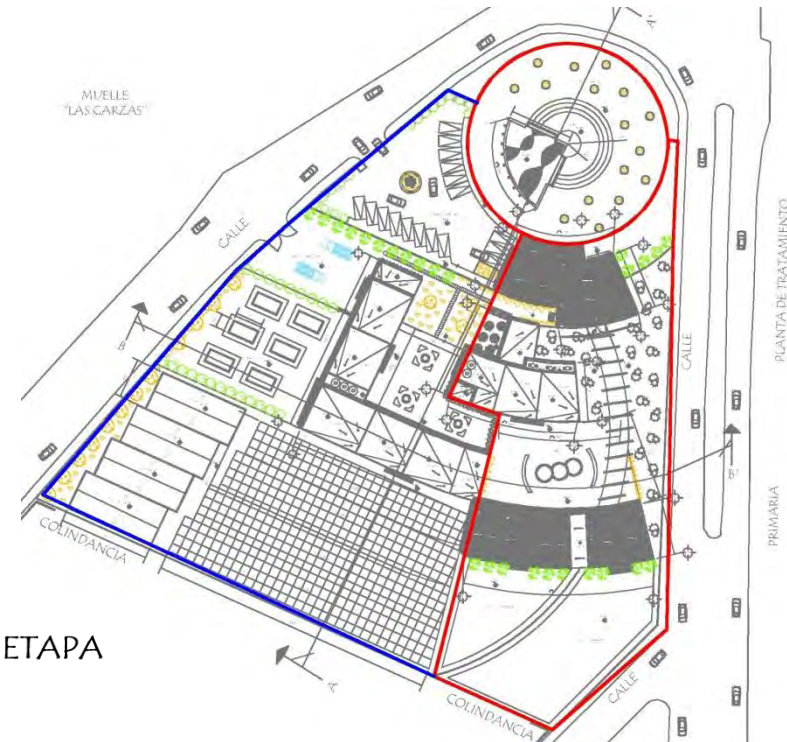 A'
MUELLE
"LAS GARZAS"
CALLE
PLANTA DE TRATAMIENTO
CALLE
B
B'
PRIMARIA
COLINDANCIA
ETAPA
A
CALLE
COLINDANCIA